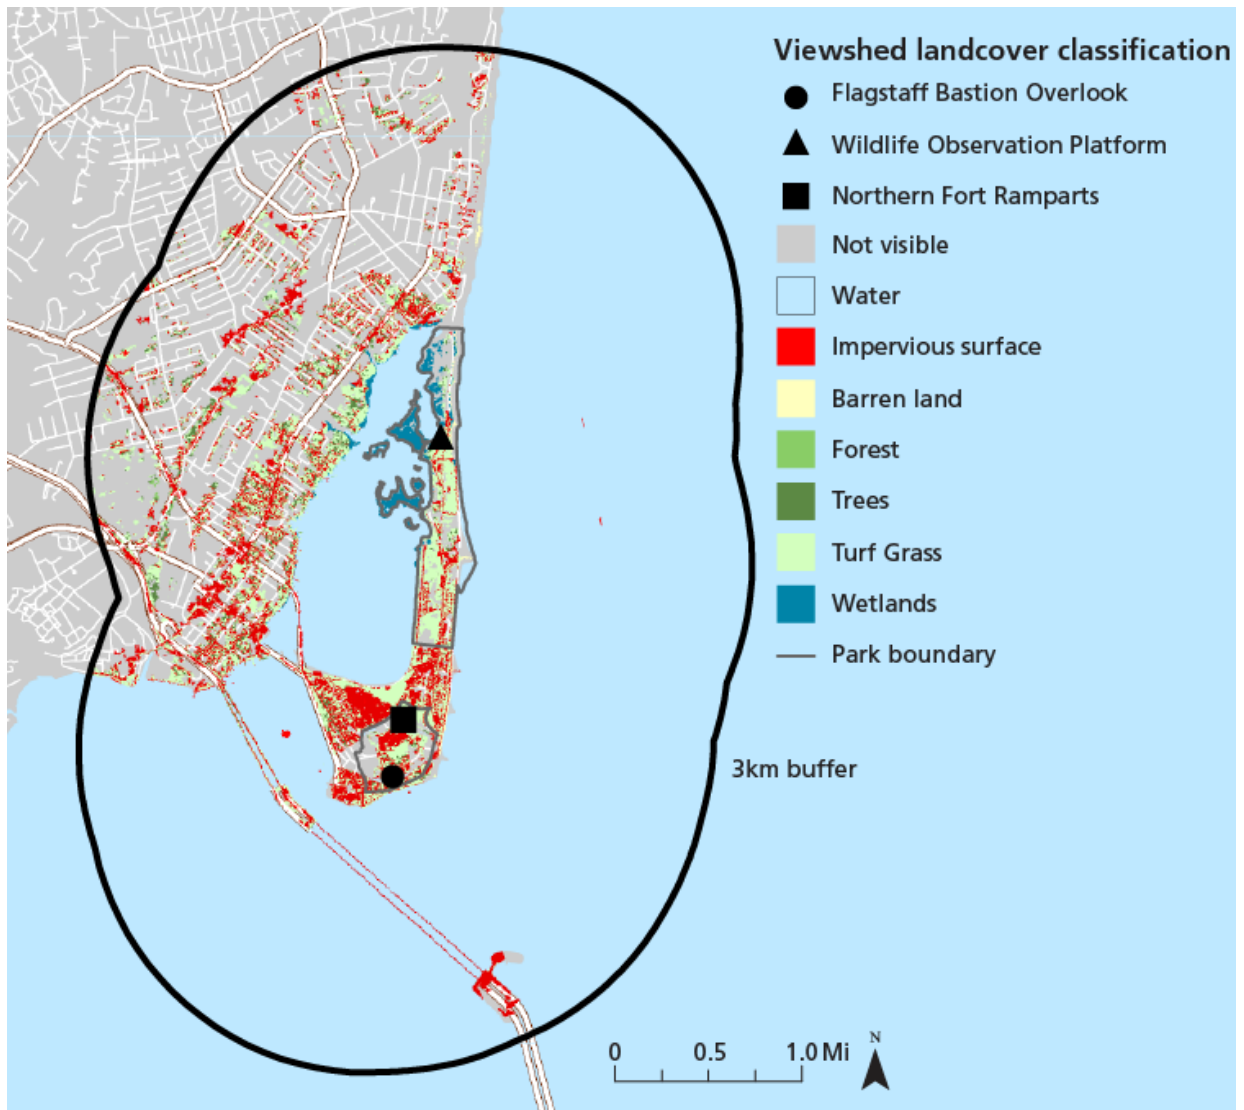 Viewshed landcover classification
Flagstaff Bastion Overlook
Wildlife Observation Platform
Northern Fort Ramparts
Not visible
Water
Impervious surface
Barren land
Forest
Trees
Turf Grass
Wetlands
Park boundary
3km buffer
N
0 0.5 1.0 Mi